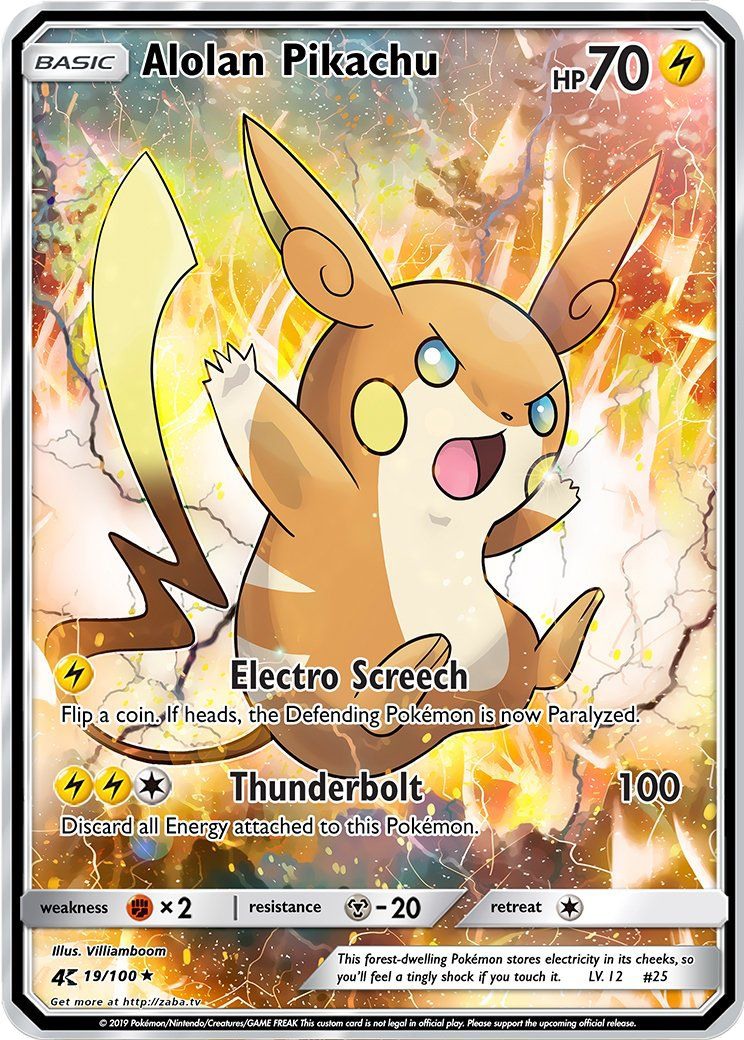 BASIC Alolan Pikachu HP 70
Electro Screech
Flip a coin. If heads, the Defending Pokémon is now Paralyzed.
Thunderbolt 100
Discard all Energy attached to this Pokémon.
weakness ×2 resistance -20 retreat
Illus. Villiamboom
4K 19/100 ★
Get more at http://zaba.tv
This forest-dwelling Pokémon stores electricity in its cheeks, so
you'll feel a tingly shock if you touch it. LV. 12 #25
© 2019 Pokémon/Nintendo/Creatures/GAME FREAK This custom card is not legal in official play. Please support the upcoming official release.